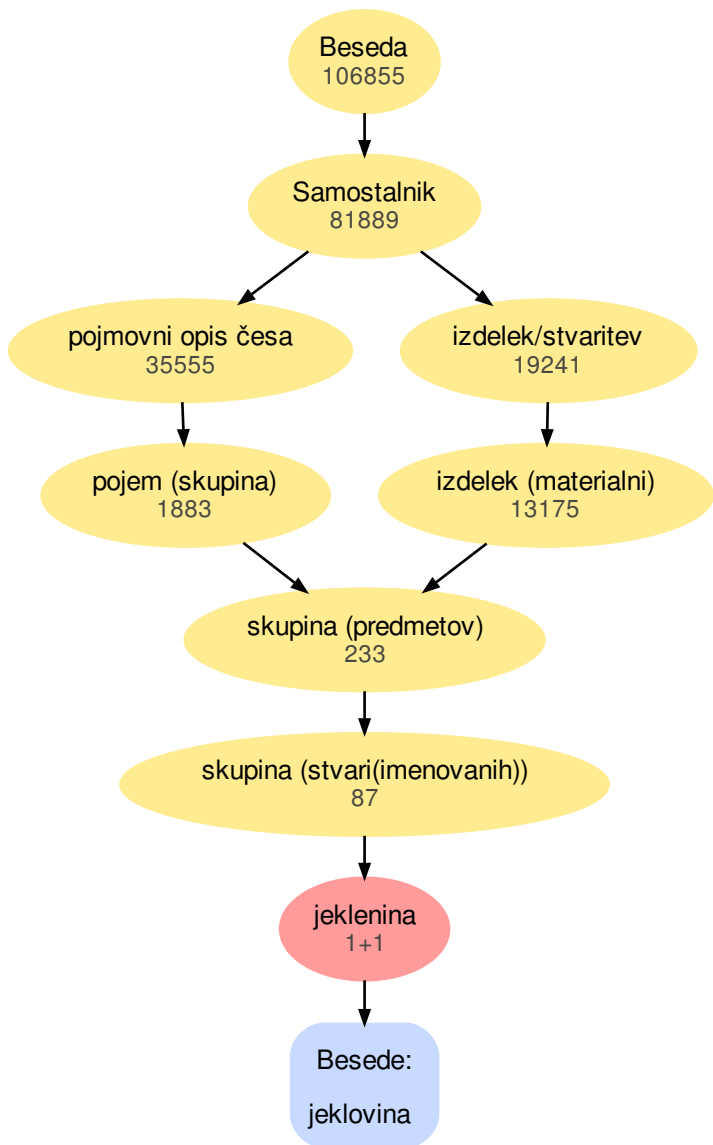 Beseda
106855
Samostalnik
81889
pojmovni opis česa
35555
izdelek/stvaritev
19241
pojem (skupina)
1883
izdelek (materialni)
13175
skupina (predmetov)
233
skupina (stvari(imenovanih))
87
jeklenina
1+1
Besede:
jeklovina